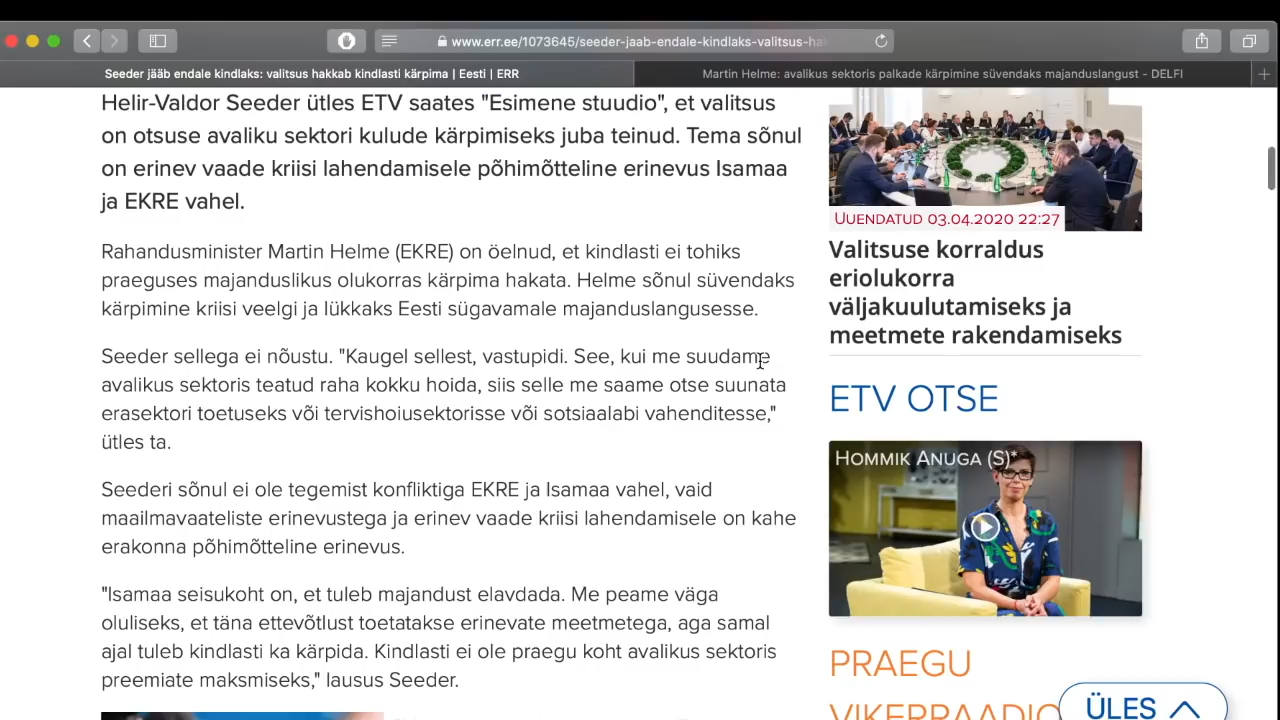 www.err.ee/1073645/seeder-jaab-endale-kindlaks-valitsus-ha
Seeder jääb endale kindlaks: valitsus hakkab kindlasti kärpima | Eesti | ERR
Martin Helme: avalikus sektoris palkade kärpimine süvendaks majanduslangust - DELFI
Helir-Valdor Seeder ütles ETV saates "Esimene stuudio", et valitsus
on otsuse avaliku sektori kulude kärpimiseks juba teinud. Tema sõnul
on erinev vaade kriisi lahendamisele põhimõtteline erinevus Isamaa
ja EKRE vahel.
Rahandusminister Martin Helme (EKRE) on öelnud, et kindlasti ei tohiks
praeguses majanduslikus olukorras kärpima hakata. Helme sõnul süvendaks
kärpimine kriisi veelgi ja lükkaks Eesti sügavamale majanduslangusesse.
Seeder sellega ei nõustu. "Kaugel sellest, vastupidi. See, kui me suudame
avalikus sektoris teatud raha kokku hoida, siis selle me saame otse suunata
erasektori toetuseks või tervishoiusektorisse või sotsiaalabi vahenditesse,"
ütles ta.
Seederi sõnul ei ole tegemist konfliktiga EKRE ja Isamaa vahel, vaid
maailmavaateliste erinevustega ja erinev vaade kriisi lahendamisele on kahe
erakonna põhimõtteline erinevus.
"Isamaa seisukoht on, et tuleb majandust elavdada. Me peame väga
oluliseks, et täna ettevõtlust toetatakse erinevate meetmetega, aga samal
ajal tuleb kindlasti ka kärpida. Kindlasti ei ole praegu koht avalikus sektoris
preemiate maksmiseks," lausus Seeder.
UUENDATUD 03.04.2020 22:27
Valitsuse korraldus
eriolukorra
väljakuulutamiseks ja
meetmete rakendamiseks
ETV OTSE
HOMMIK ANUGA (S)*
PRAEGU
VIKERRAADIO
ÜLES